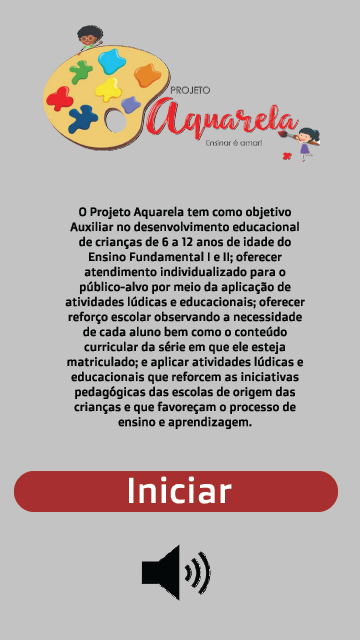 PROJETO
Aquarela
Ensinar é amar!
O Projeto Aquarela tem como objetivo
Auxiliar no desenvolvimento educacional
de crianças de 6 a 12 anos de idade do
Ensino Fundamental I e II; oferecer
atendimento individualizado para o
público-alvo por meio da aplicação de
atividades lúdicas e educacionais; oferecer
reforço escolar observando a necessidade
de cada aluno bem como o conteúdo
curricular da série em que ele esteja
matriculado; e aplicar atividades lúdicas e
educacionais que reforcem as iniciativas
pedagógicas das escolas de origem das
crianças e que favoreçam o processo de
ensino e aprendizagem.
Iniciar